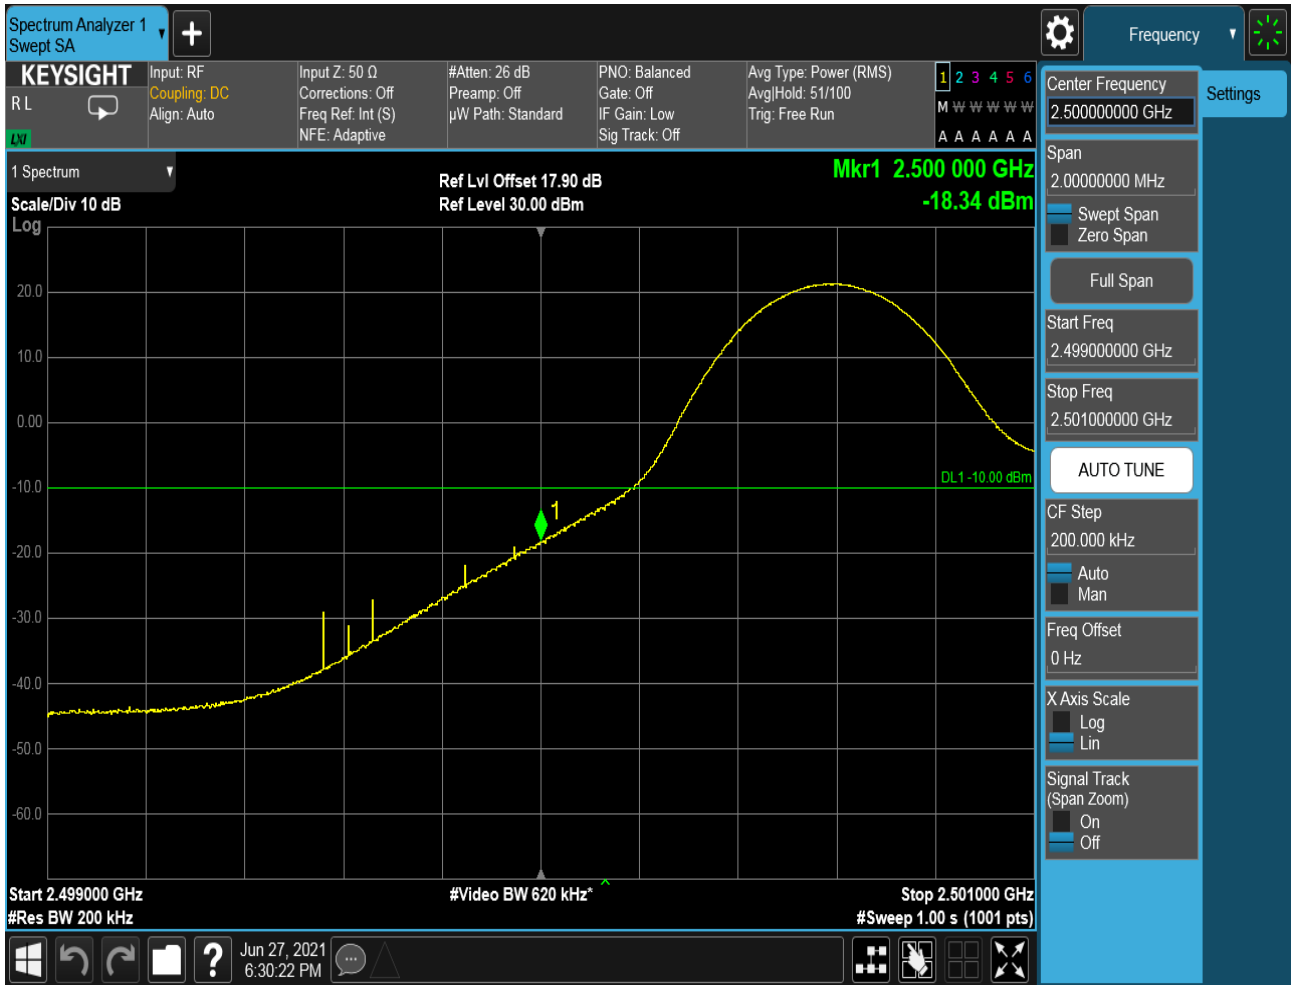 Spectrum Analyzer 1
Swept SA
Frequency
KEYSIGHT
R L
LXI
Input: RF
Coupling: DC
Align: Auto
Input Z: 50 Ω
Corrections: Off
Freq Ref: Int (S)
NFE: Adaptive
#Atten: 26 dB
Preamp: Off
µW Path: Standard
PNO: Balanced
Gate: Off
IF Gain: Low
Sig Track: Off
Avg Type: Power (RMS)
Avg|Hold: 51/100
Trig: Free Run
1 2 3 4 5 6
M W W W W W
A A A A A A
1 Spectrum
Scale/Div 10 dB
Log
Ref Lvl Offset 17.90 dB
Ref Level 30.00 dBm
Mkr1 2.500 000 GHz
-18.34 dBm
20.0
10.0
0.00
-10.0
-20.0
-30.0
-40.0
-50.0
-60.0
DL1 -10.00 dBm
1
Start 2.499000 GHz
#Res BW 200 kHz
#Video BW 620 kHz*
Stop 2.501000 GHz
#Sweep 1.00 s (1001 pts)
Center Frequency
2.500000000 GHz
Settings
Span
2.00000000 MHz
Swept Span
Zero Span
Full Span
Start Freq
2.499000000 GHz
Stop Freq
2.501000000 GHz
AUTO TUNE
CF Step
200.000 kHz
Auto
Man
Freq Offset
0 Hz
X Axis Scale
Log
Lin
Signal Track
(Span Zoom)
On
Off
?
Jun 27, 2021
6:30:22 PM